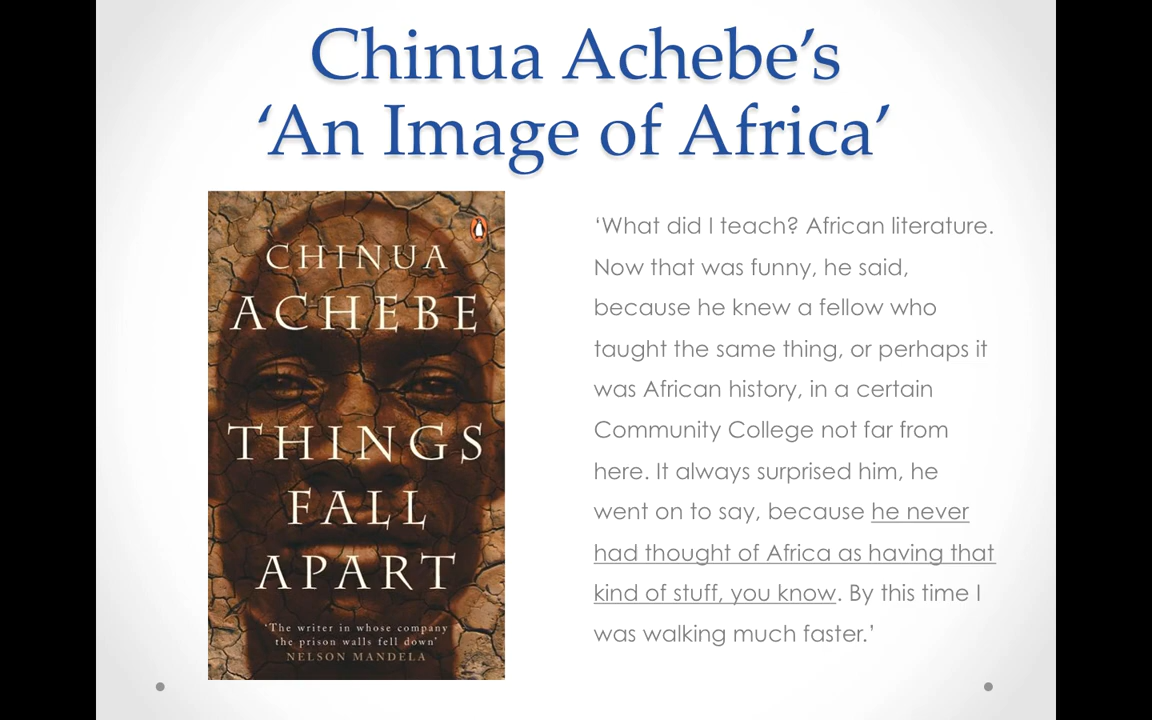 Chinua Achebe’s
‘An Image of Africa’
CHINUA
ACHEBE
THINGS
FALL
APART
‘The writer in whose company
the prison walls fell down’
NELSON MANDELA
‘What did I teach? African literature.
Now that was funny, he said,
because he knew a fellow who
taught the same thing, or perhaps it
was African history, in a certain
Community College not far from
here. It always surprised him, he
went on to say, because he never
had thought of Africa as having that
kind of stuff, you know. By this time I
was walking much faster.’